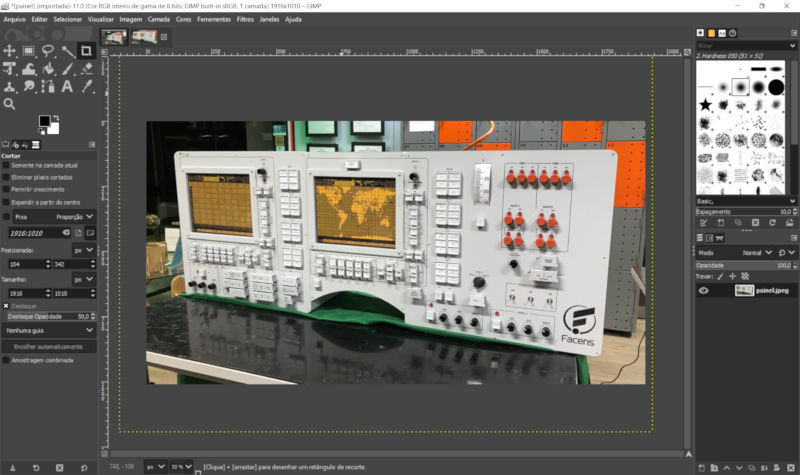 *[painel] (importada)-11.0 (Cor RGB inteiro de gama de 8 bits, GIMP built-in sRGB, 1 camada) 1916x1010 – GIMP
Arquivo Editar Selecionar Visualizar Imagem Camada Cores Ferramentas Filtros Janelas Ajuda
Filtrar
2. Hardness 050 (51 × 51)
Cortar
Somente na camada atual
Eliminar pixels cortados
Permitir crescimento
Expandir a partir do centro
Fixa Proporção
1916:1010
Posicionada: px
104 342
Tamanho: px
1916 1010
Destaque
Destaque Opacidade 50,0
Nenhuma guia
Encolher automaticamente
Amostragem combinada
Basic,
Espaçamento 10,0
Modo Normal
Opacidade 100,0
Travar:
painel.jpeg
Facens
748, -108 px 50 % [Clique] + [arrastar] para desenhar um retângulo de recorte